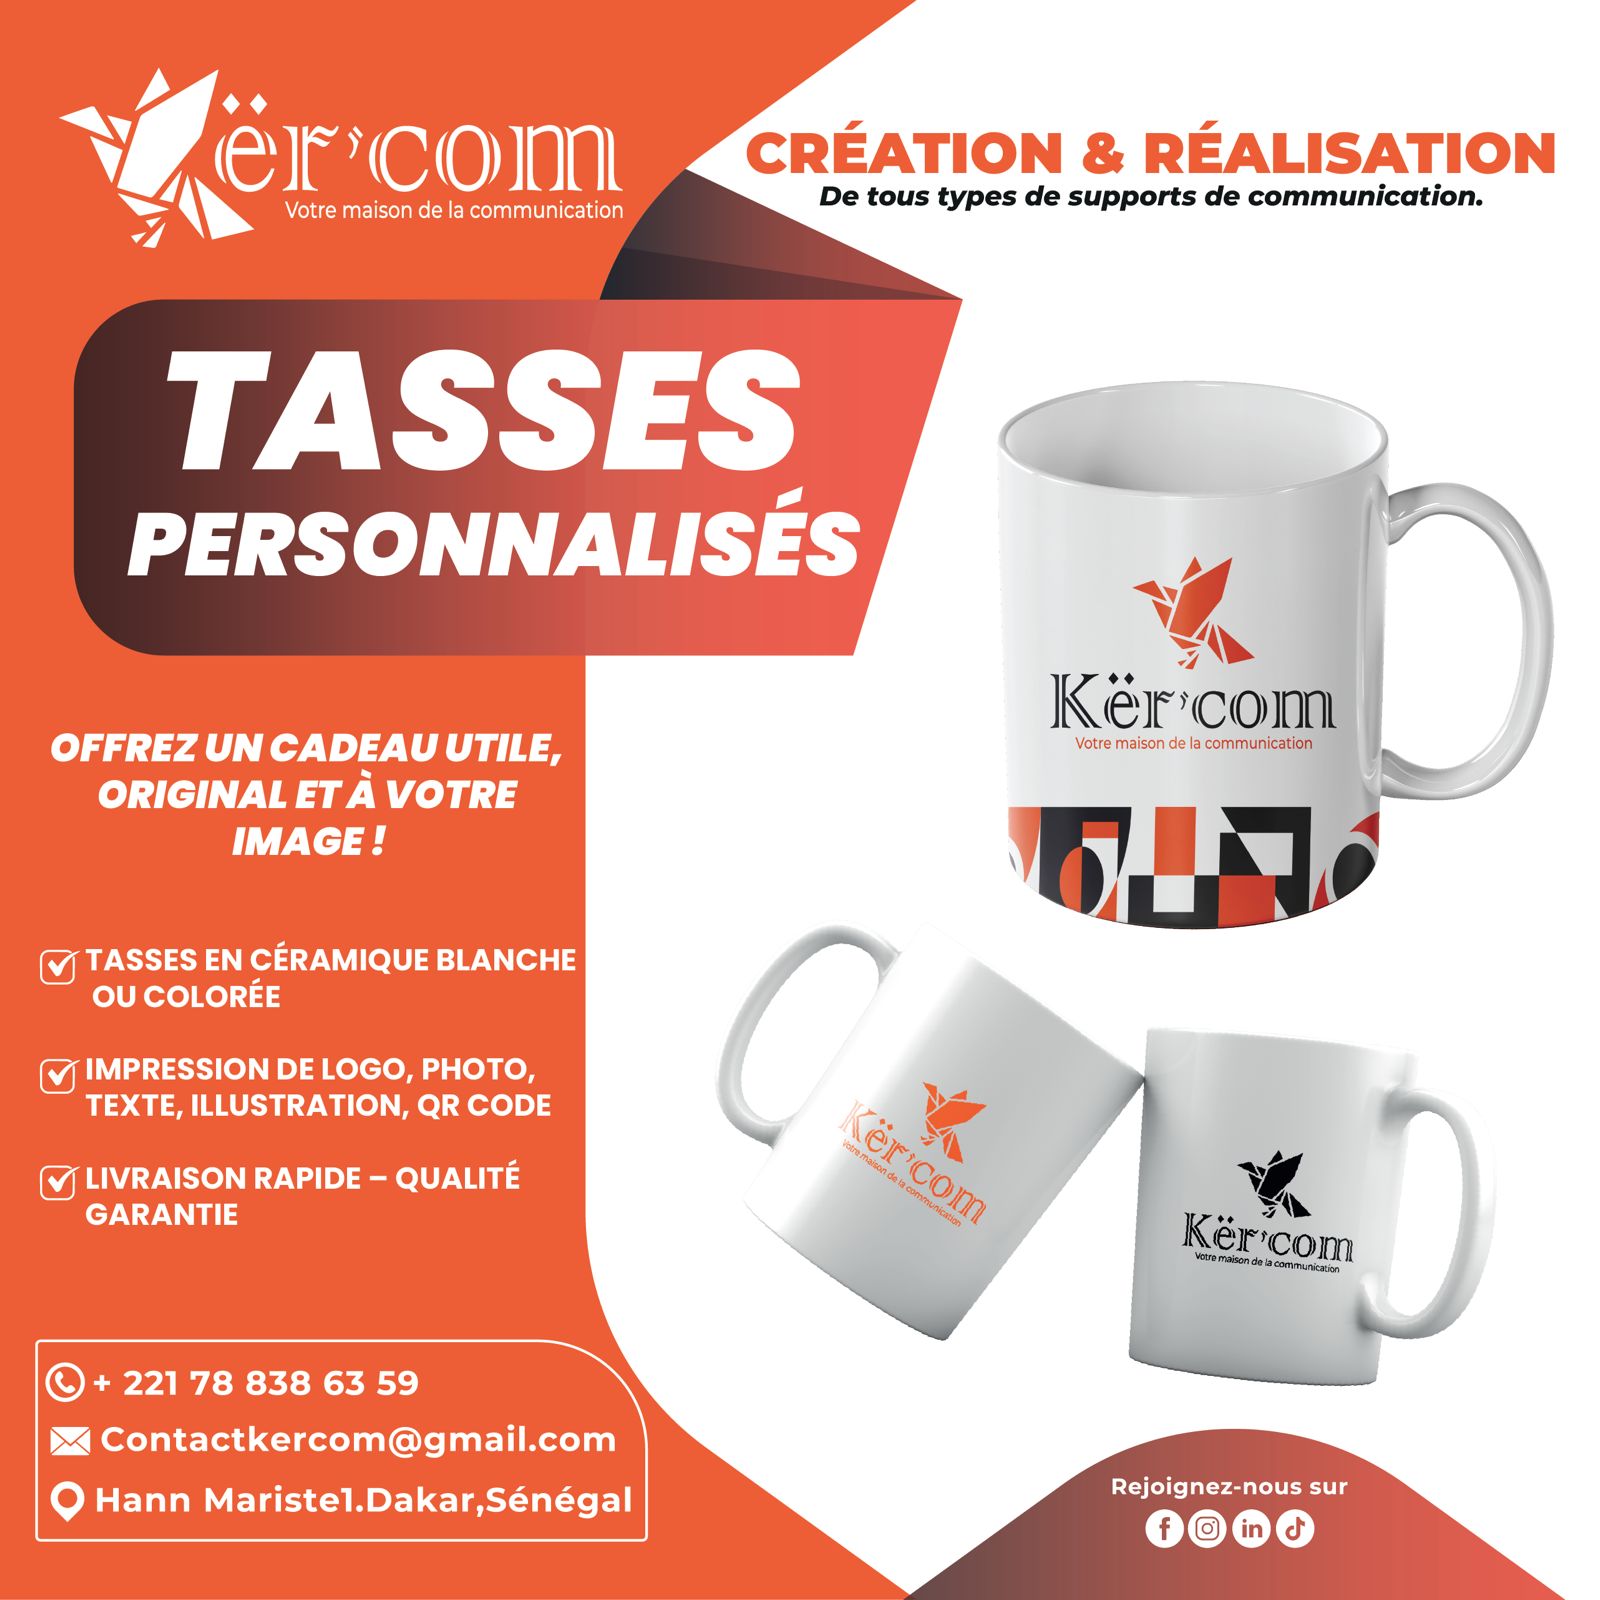 Kër'com
Votre maison de la communication
CRÉATION & RÉALISATION
De tous types de supports de communication.
TASSES
PERSONNALISÉS
OFFREZ UN CADEAU UTILE,
ORIGINAL ET À VOTRE
IMAGE !
TASSES EN CÉRAMIQUE BLANCHE
OU COLORÉE
IMPRESSION DE LOGO, PHOTO,
TEXTE, ILLUSTRATION, QR CODE
LIVRAISON RAPIDE – QUALITÉ
GARANTIE
+ 221 78 838 63 59
Contactkercom@gmail.com
Hann Mariste1.Dakar,Sénégal
Kër'com
Votre maison de la communication
Kër'com
Votre maison de la communication
Kër'com
Votre maison de la communication
Rejoignez-nous sur